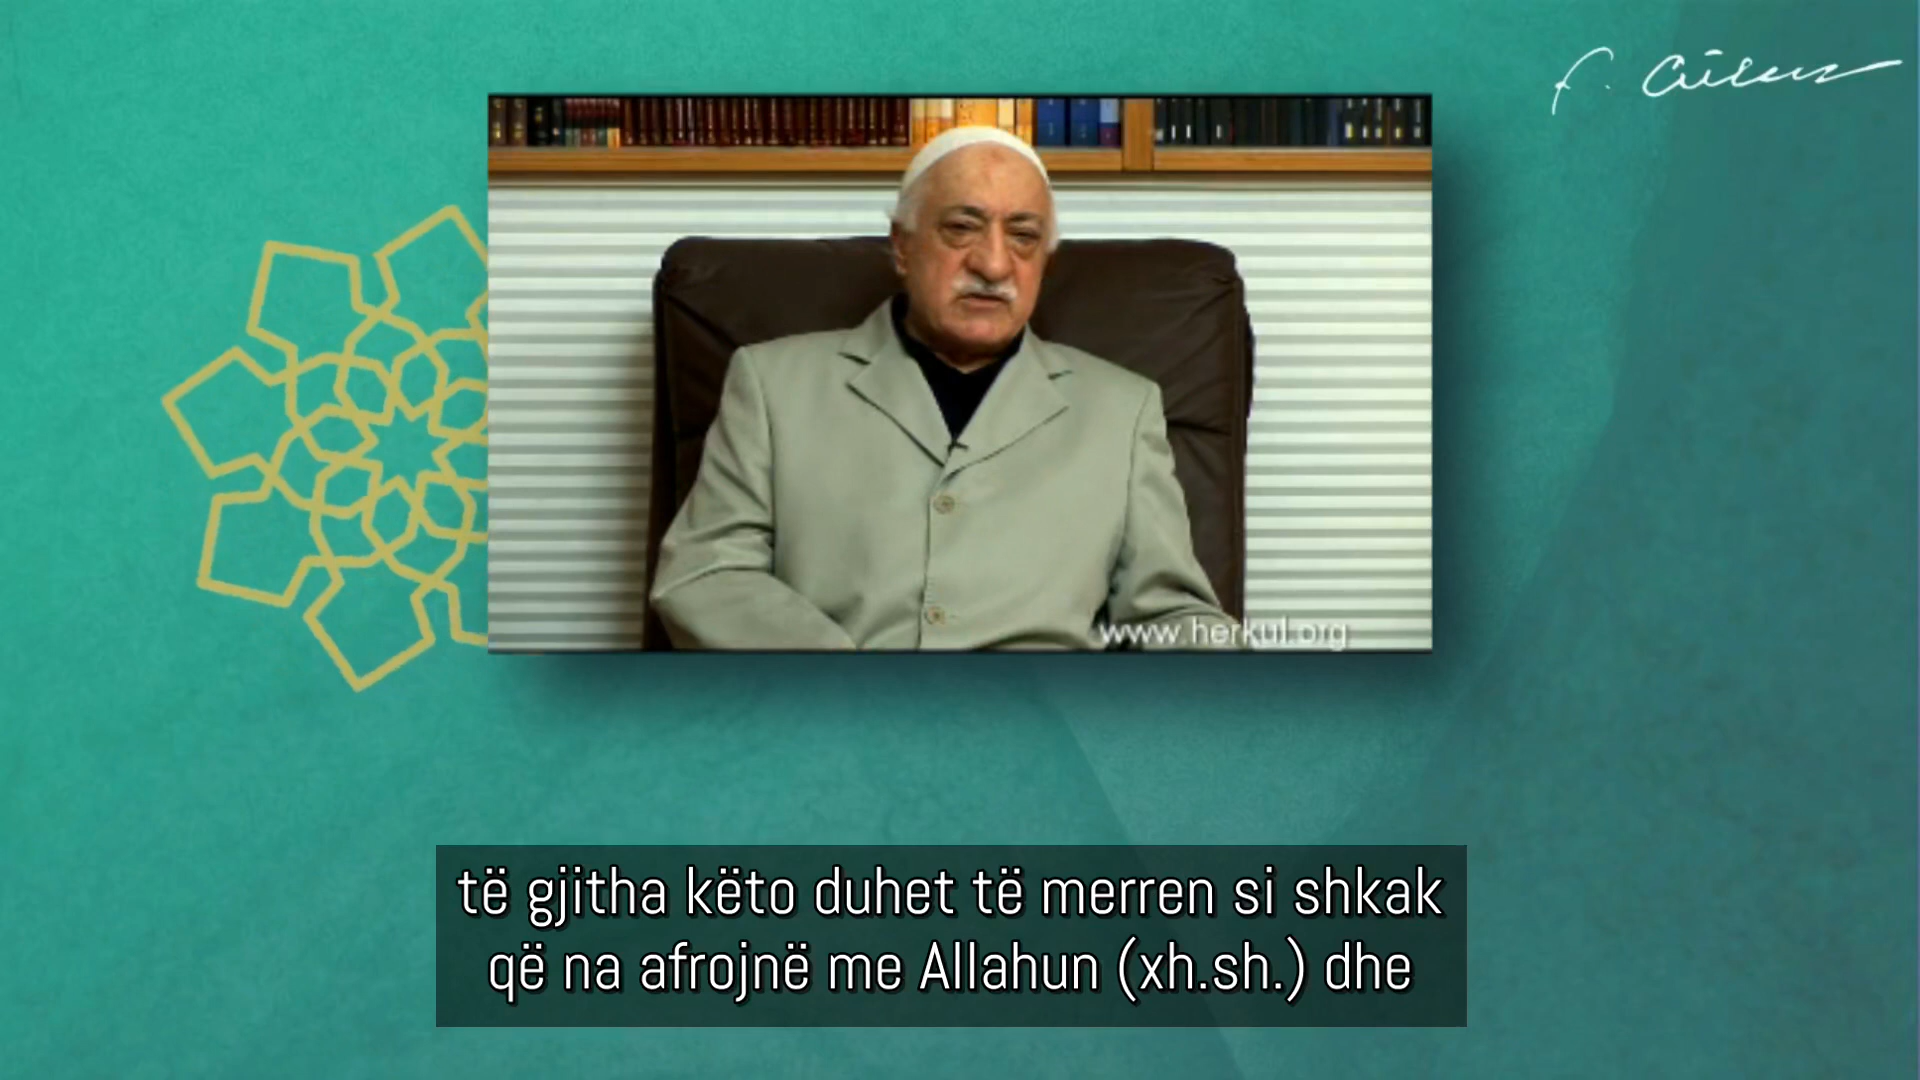 F. Gülen
www.herkul.org
të gjitha këto duhet të merren si shkak
që na afrojnë me Allahun (xh.sh.) dhe